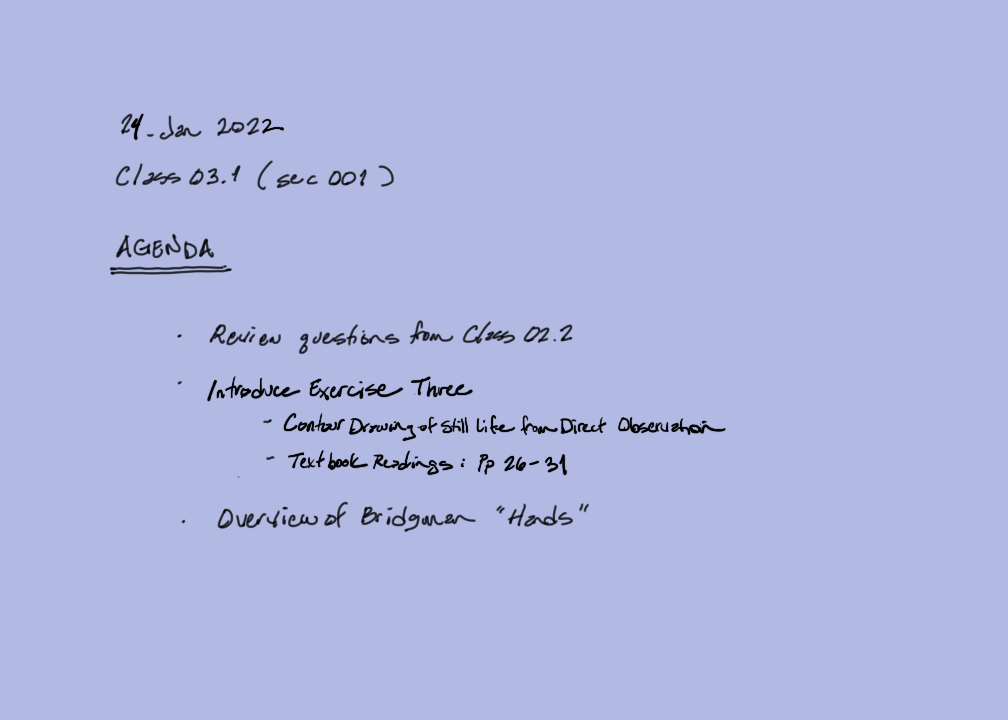 24-Jan 2022
Class 03.1 (sec 001)
AGENDA
· Review questions from Class 02.2
· Introduce Exercise Three
- Contour Drawing of Still Life from Direct Observation
- Textbook Readings: Pp 26-31
· Overview of Bridgman "Hands"